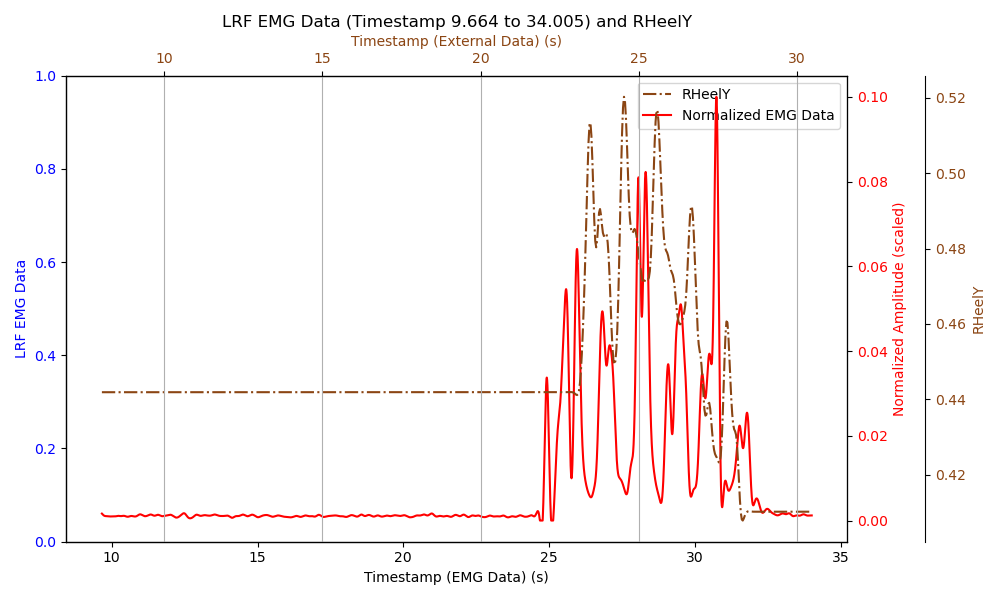 LRF EMG Data (Timestamp 9.664 to 34.005) and RHeelY
Timestamp (External Data) (s)
10 15 20 25 30
RHeelY
Normalized EMG Data
1.0
0.8
0.6
0.4
0.2
0.0
LRF EMG Data
0.10
0.08
0.06
0.04
0.02
0.00
Normalized Amplitude (scaled)
0.52
0.50
0.48
0.46
0.44
0.42
RHeelY
10 15 20 25 30 35
Timestamp (EMG Data) (s)